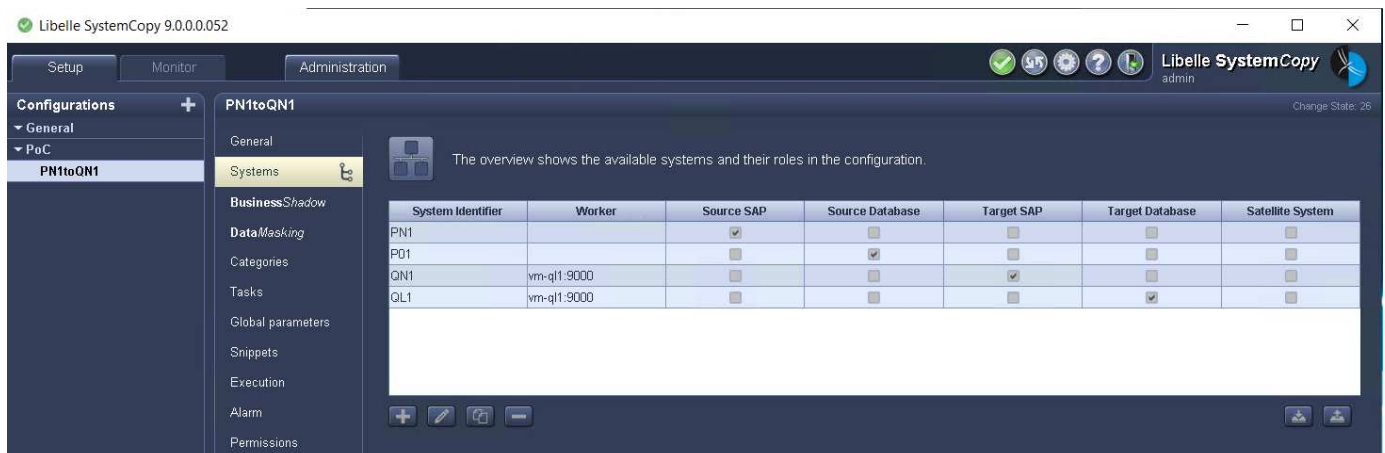 Libelle SystemCopy 9.0.0.0.052
Setup Monitor Administration
Libelle SystemCopy
admin
Configurations
General
PoC
PN1toQN1
PN1toQN1 Change State: 26
General
Systems
BusinessShadow
DataMasking
Categories
Tasks
Global parameters
Snippets
Execution
Alarm
Permissions
The overview shows the available systems and their roles in the configuration.
System Identifier Worker Source SAP Source Database Target SAP Target Database Satellite System
PN1
P01
QN1 vm-ql1:9000
QL1 vm-ql1:9000